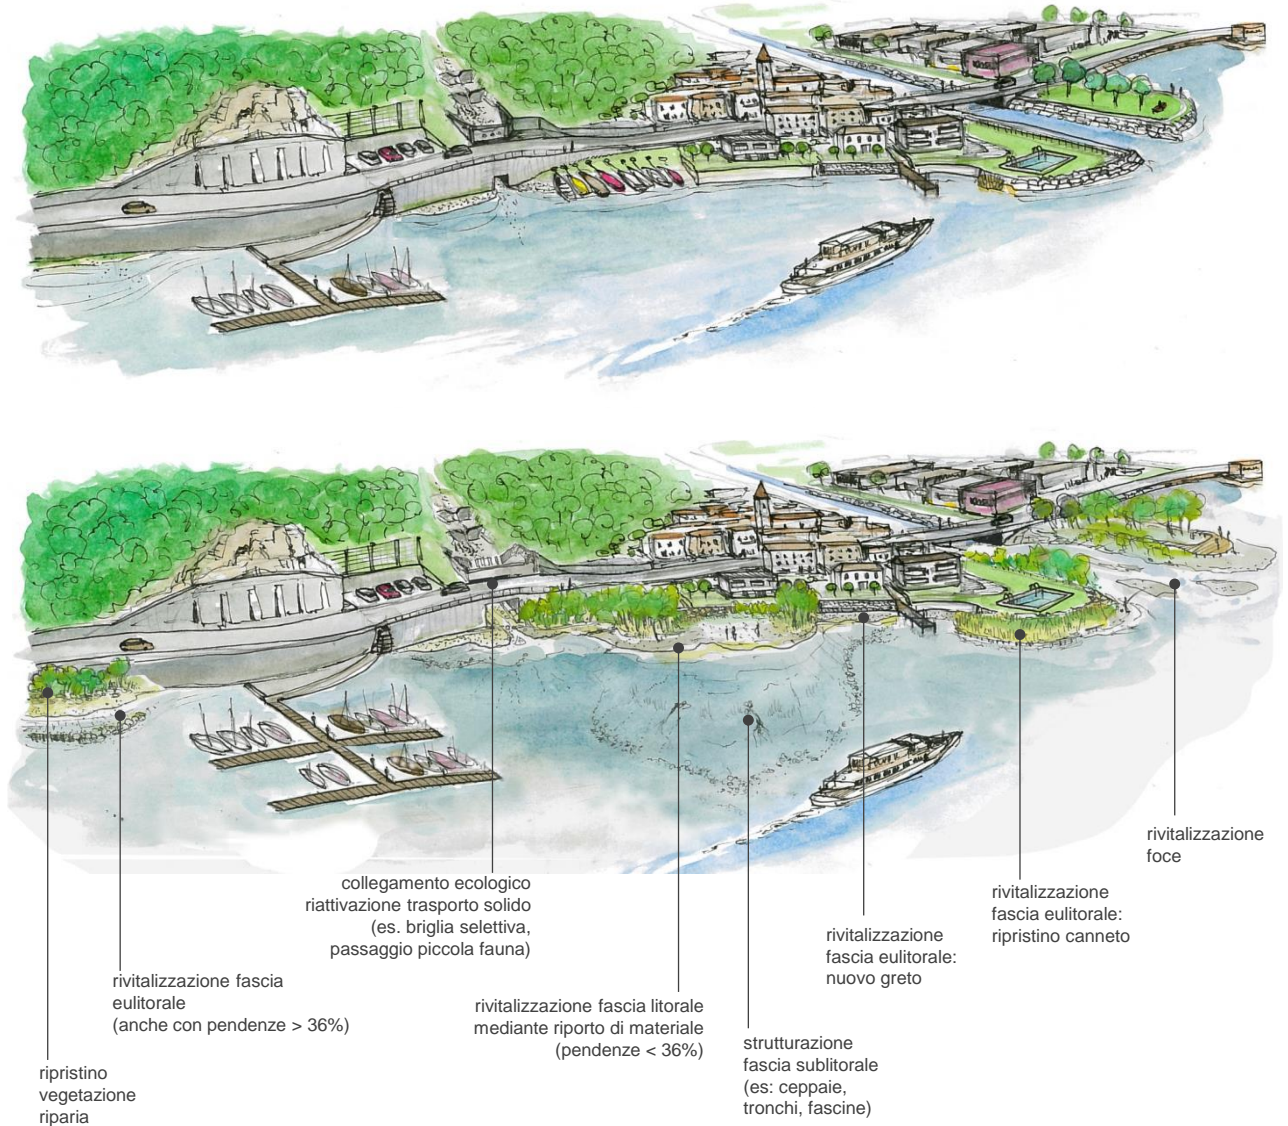 rivitalizzazione
foce
collegamento ecologico
riattivazione trasporto solido
(es. briglia selettiva,
passaggio piccola fauna)
rivitalizzazione
fascia eulitorale:
ripristino canneto
rivitalizzazione
fascia eulitorale:
nuovo greto
rivitalizzazione fascia
eulitorale
(anche con pendenze > 36%)
rivitalizzazione fascia litorale
mediante riporto di materiale
(pendenze < 36%)
strutturazione
fascia sublitorale
(es: ceppaie,
tronchi, fascine)
ripristino
vegetazione
riparia